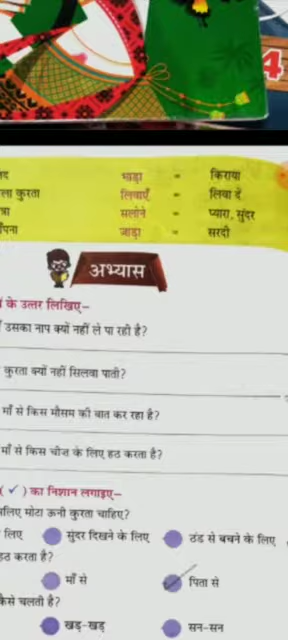 4
भाड़ा = किराया
ला कुरता लिवाएँ = लिवा दें
सलोने = प्यारा, सुंदर
जाड़ा = सरदी
अभ्यास
के उत्तर लिखिए–
उसका नाप क्यों नहीं ले पा रही है?
कुरता क्यों नहीं सिलवा पाती?
माँ से किस मौसम की बात कर रहा है?
माँ से किस चीज के लिए हठ करता है?
( ✓ ) का निशान लगाइए–
लिए मोटा ऊनी कुरता चाहिए?
लिए सुंदर दिखने के लिए ठंड से बचने के लिए
हठ करता है?
माँ से पिता से
कैसे चलती है?
खड़-खड़ सन-सन